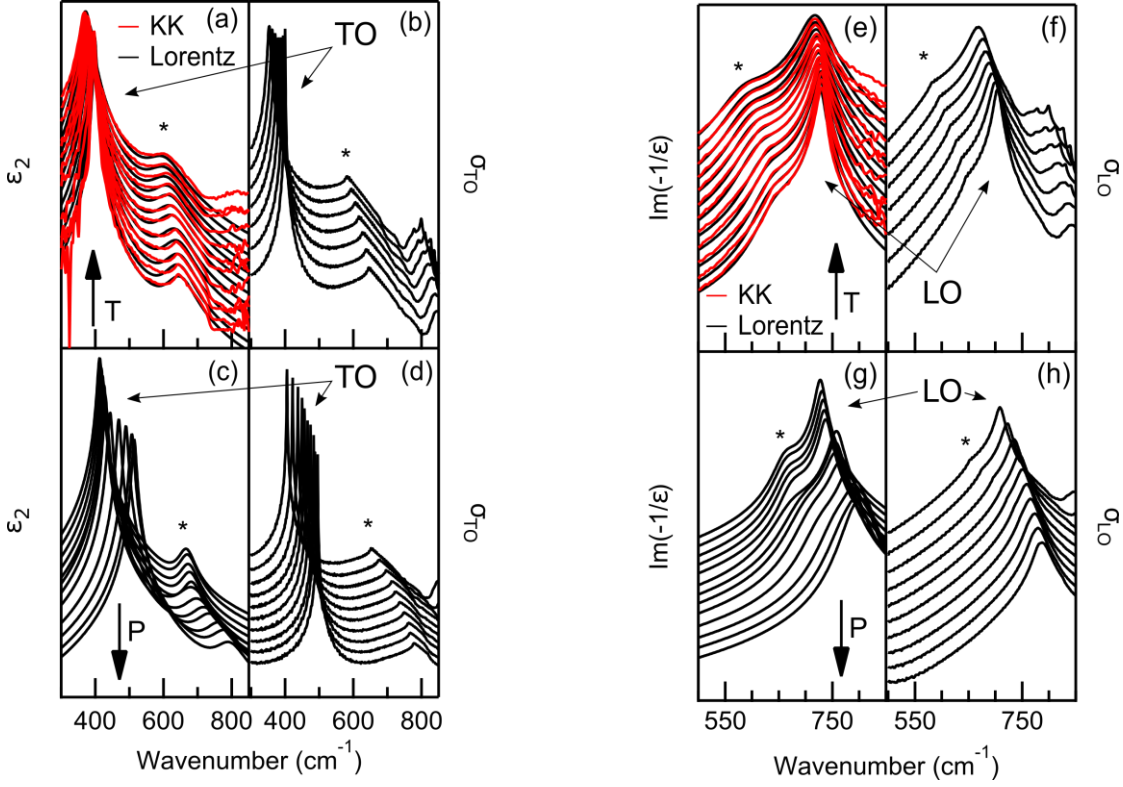 (a)
KK
Lorentz
TO
(b)
*
*
ε₂
σTO
T
(c)
TO
(d)
*
*
ε₂
σTO
P
400 600 800
400 600 800
Wavenumber (cm⁻¹)
(e)
(f)
*
*
Im(-1/ε)
σLO
LO
KK
Lorentz
T
(g)
LO
(h)
*
*
Im(-1/ε)
σLO
P
550 750
550 750
Wavenumber (cm⁻¹)